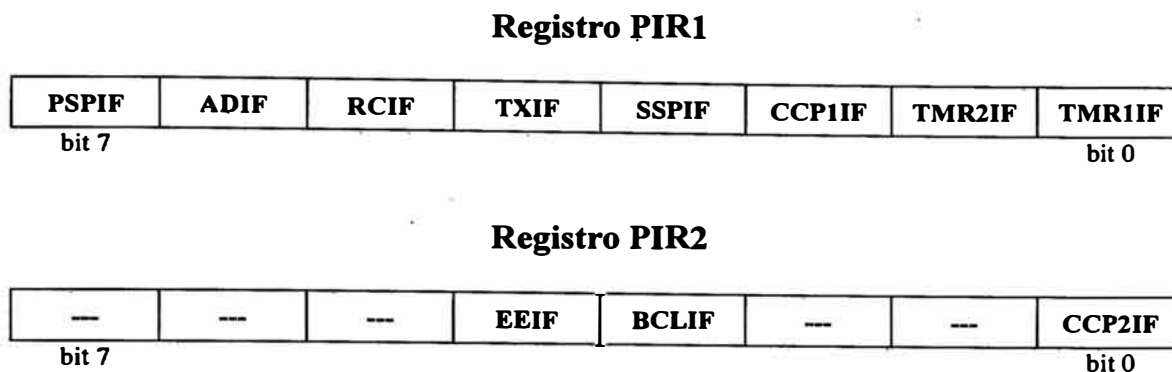 Registro PIR1
PSPIF ADIF RCIF TXIF SSPIF CCP1IF TMR2IF TMR1IF
bit 7 bit 0
Registro PIR2
--- --- --- EEIF BCLIF --- --- CCP2IF
bit 7 bit 0